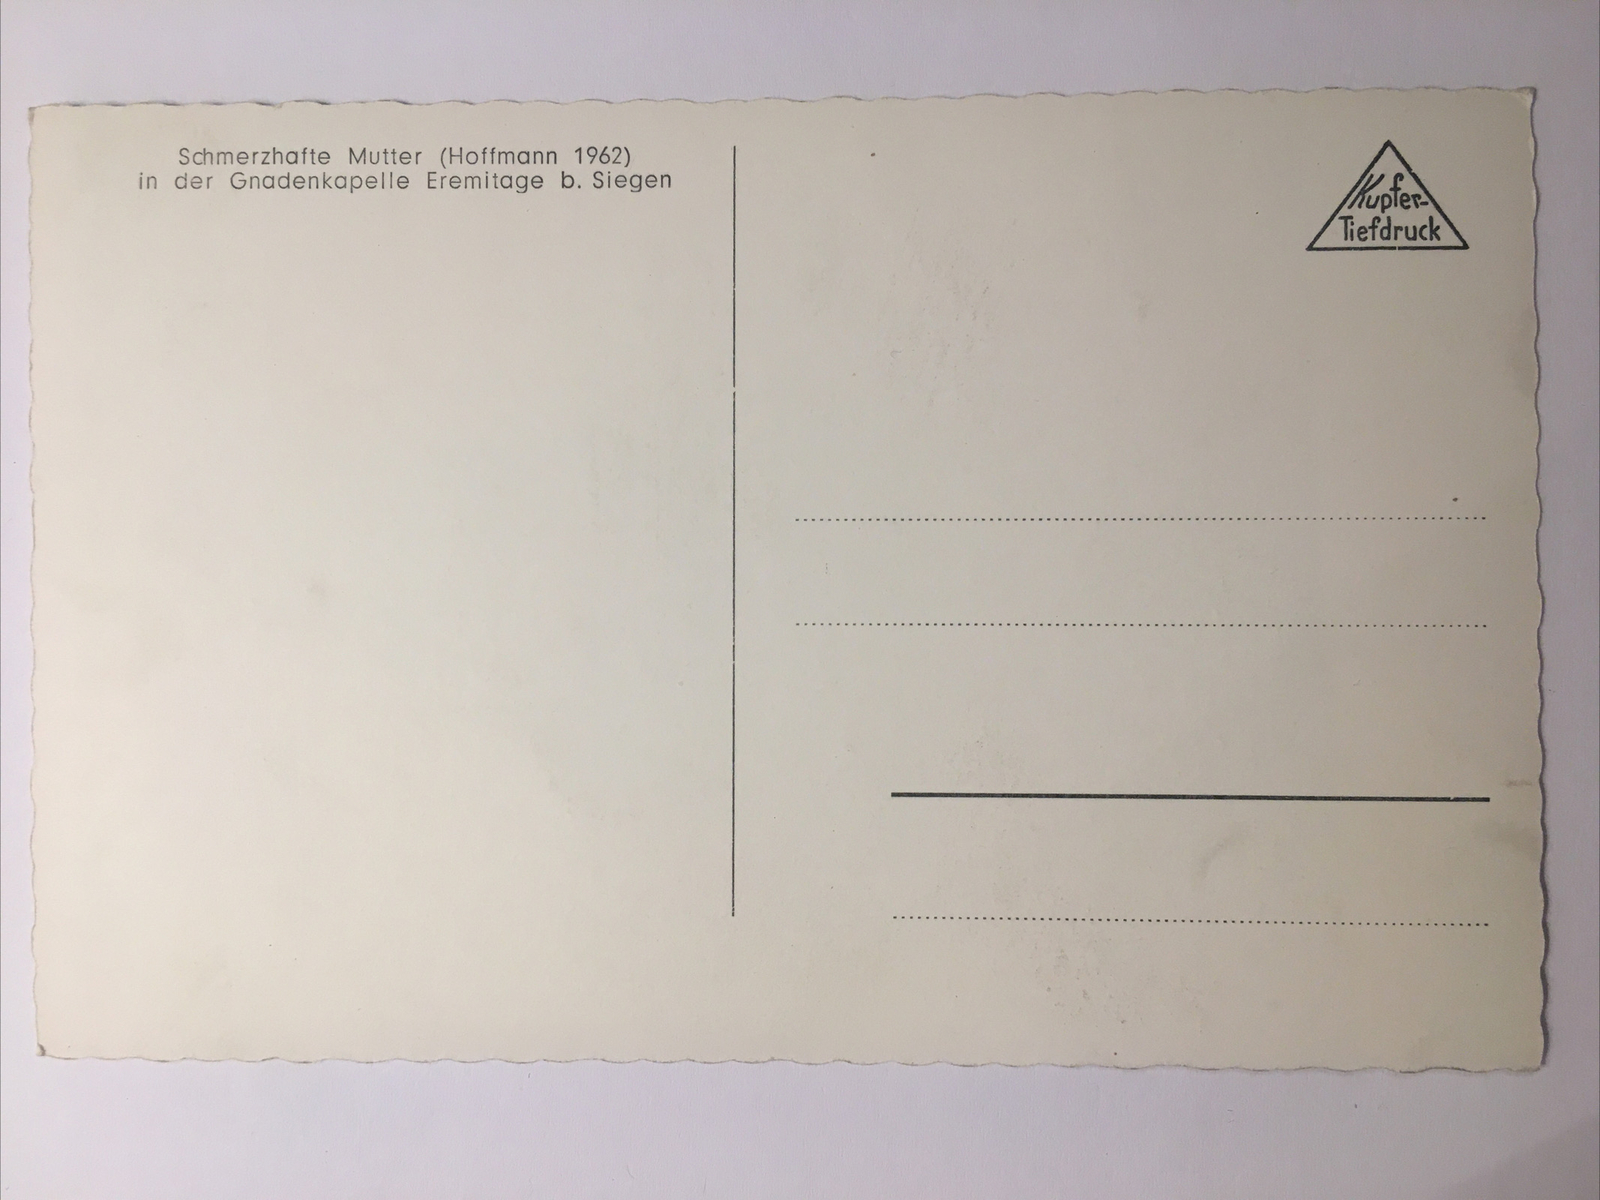 Schmerzhafte Mutter (Hoffmann 1962)
in der Gnadenkapelle Eremitage b. Siegen
Kupfer-
Tiefdruck